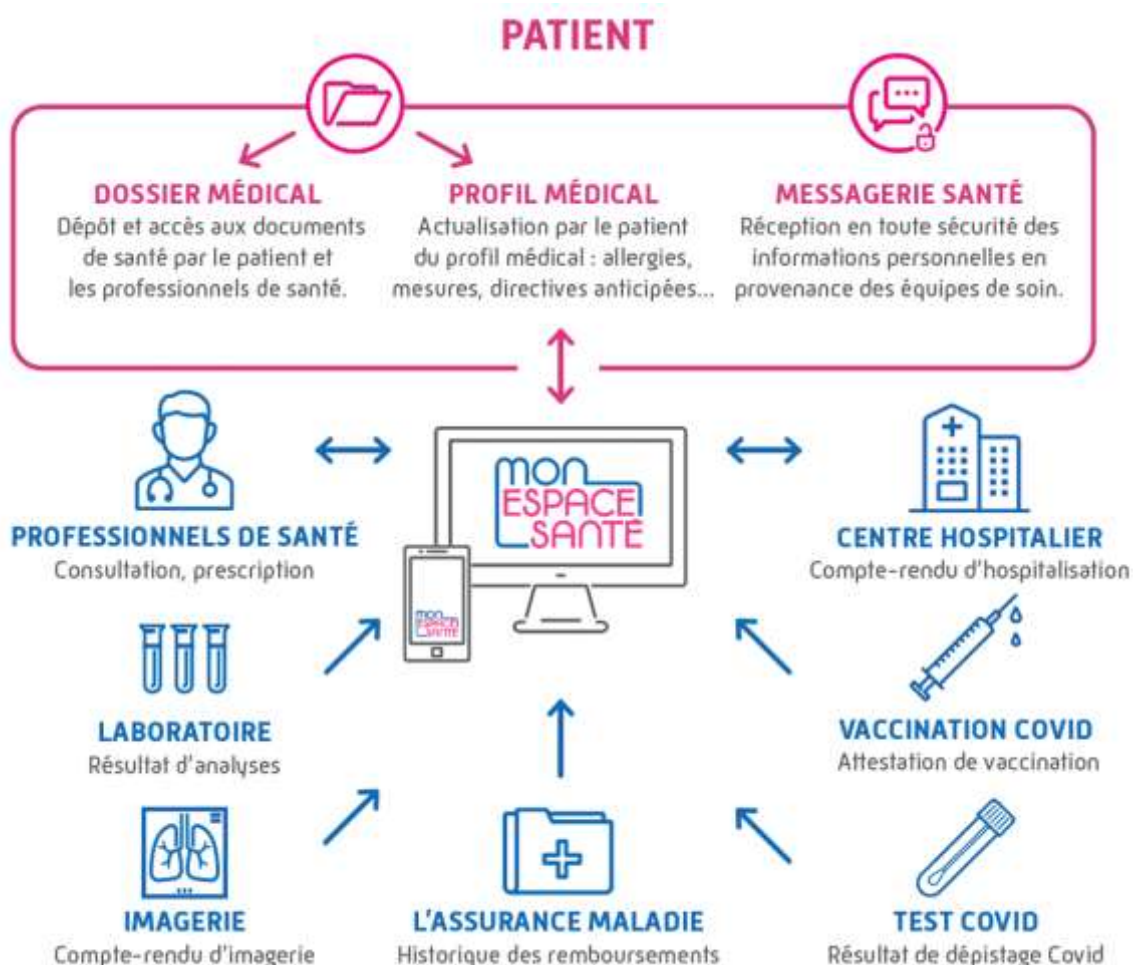 PATIENT
DOSSIER MÉDICAL
Dépôt et accès aux documents
de santé par le patient et
les professionnels de santé.
PROFIL MÉDICAL
Actualisation par le patient
du profil médical : allergies,
mesures, directives anticipées...
MESSAGERIE SANTÉ
Réception en toute sécurité des
informations personnelles en
provenance des équipes de soin.
PROFESSIONNELS DE SANTÉ
Consultation, prescription
mon
ESPACE
SANTÉ
mon
ESPACE
SANTÉ
CENTRE HOSPITALIER
Compte-rendu d'hospitalisation
LABORATOIRE
Résultat d'analyses
VACCINATION COVID
Attestation de vaccination
IMAGERIE
Compte-rendu d'imagerie
L'ASSURANCE MALADIE
Historique des remboursements
TEST COVID
Résultat de dépistage Covid